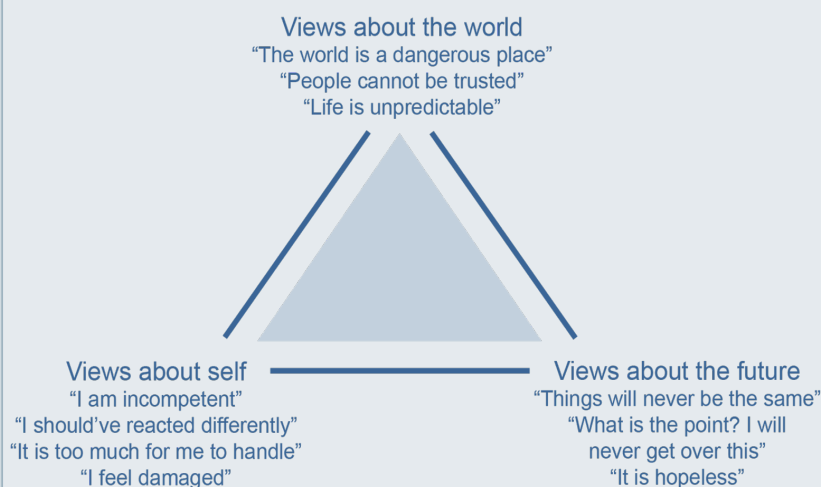 Views about the world
“The world is a dangerous place”
“People cannot be trusted”
“Life is unpredictable”
Views about self
“I am incompetent”
“I should’ve reacted differently”
“It is too much for me to handle”
“I feel damaged”
Views about the future
“Things will never be the same”
“What is the point? I will
never get over this”
“It is hopeless”